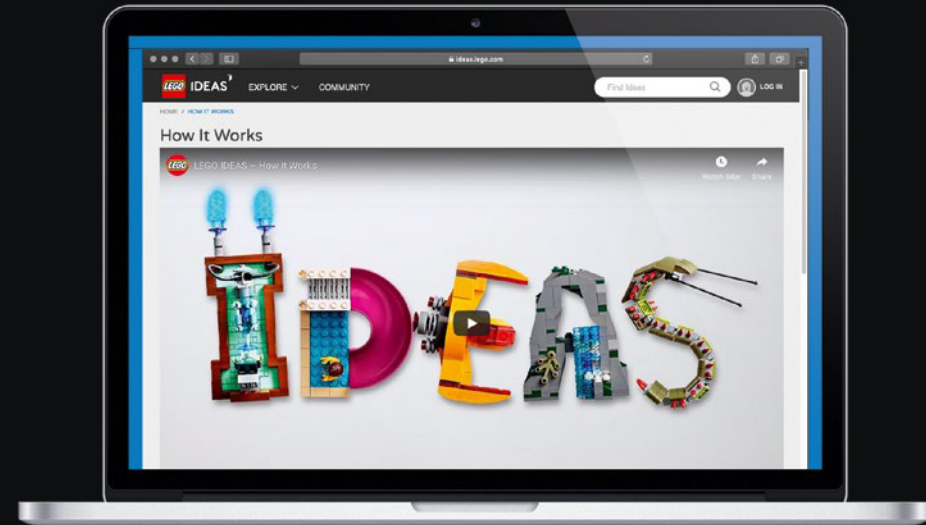 ideas.lego.com
LEGO IDEAS EXPLORE COMMUNITY Find Ideas LOG IN
HOME / HOW IT WORKS
How It Works
LEGO LEGO IDEAS – How it Works
Watch later Share
IDEAS